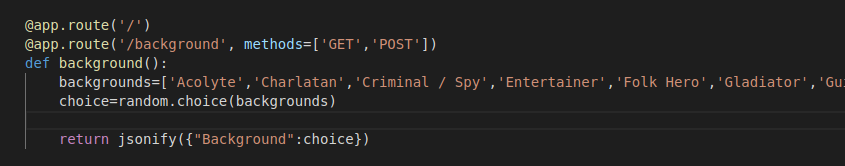 @app.route('/')
@app.route('/background', methods=['GET','POST'])
def background():
    backgrounds=['Acolyte','Charlatan','Criminal / Spy','Entertainer','Folk Hero','Gladiator','Gu
    choice=random.choice(backgrounds)
    return jsonify({"Background":choice})